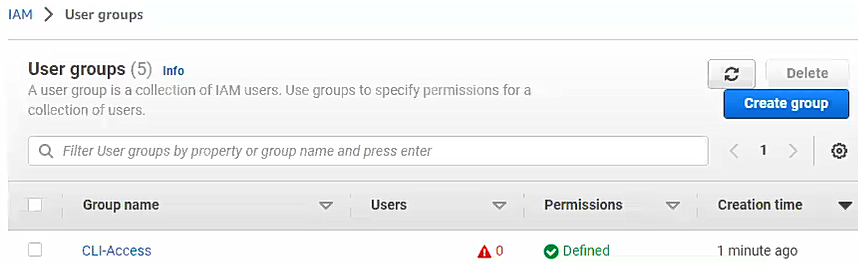 IAM > User groups
User groups (5) Info
A user group is a collection of IAM users. Use groups to specify permissions for a
collection of users.
Delete
Create group
Filter User groups by property or group name and press enter
1
Group name Users Permissions Creation time
CLI-Access 0 Defined 1 minute ago